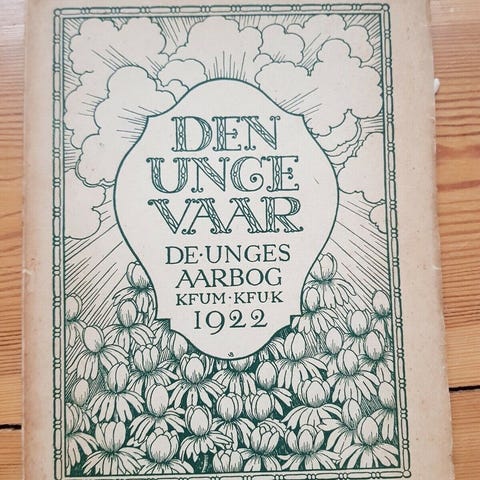 DEN
UNGE
VAAR
DE·UNGES
AARBOG
KFUM·KFUK
1922